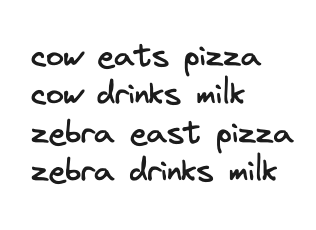 cow eats pizza
cow drinks milk
zebra east pizza
zebra drinks milk